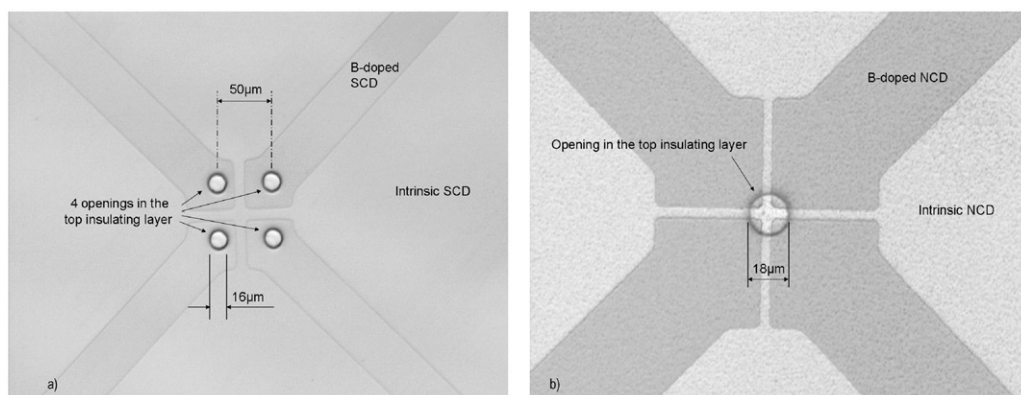 B-doped
SCD
50µm
Intrinsic SCD
4 openings in the
top insulating layer
16µm
a)
B-doped NCD
Opening in the top insulating layer
Intrinsic NCD
18µm
b)